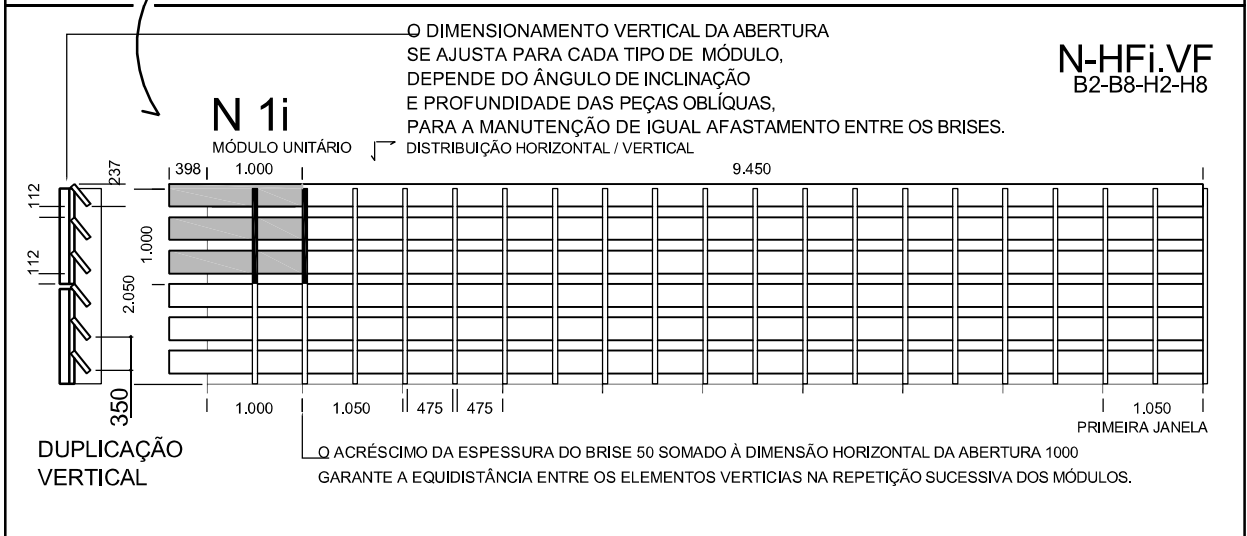 O DIMENSIONAMENTO VERTICAL DA ABERTURA
SE AJUSTA PARA CADA TIPO DE MÓDULO,
DEPENDE DO ÂNGULO DE INCLINAÇÃO
E PROFUNDIDADE DAS PEÇAS OBLÍQUAS,
PARA A MANUTENÇÃO DE IGUAL AFASTAMENTO ENTRE OS BRISES.
N-HFi.VF
B2-B8-H2-H8
N 1i
MÓDULO UNITÁRIO
DISTRIBUIÇÃO HORIZONTAL / VERTICAL
398 1.000 9.450
237
112
112
1.000
2.050
350
1.000 1.050 475 475 1.050
PRIMEIRA JANELA
DUPLICAÇÃO
VERTICAL
O ACRÉSCIMO DA ESPESSURA DO BRISE 50 SOMADO À DIMENSÃO HORIZONTAL DA ABERTURA 1000
GARANTE A EQUIDISTÂNCIA ENTRE OS ELEMENTOS VERTICIAS NA REPETIÇÃO SUCESSIVA DOS MÓDULOS.